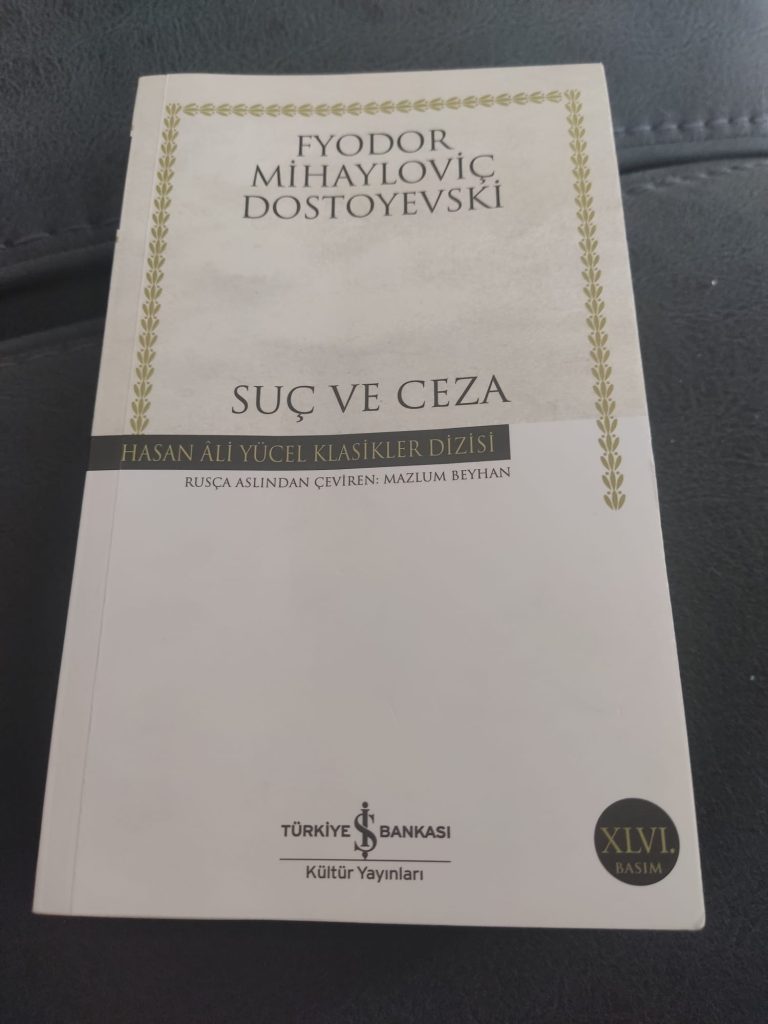 FYODOR
MİHAYLOVİÇ
DOSTOYEVSKİ
SUÇ VE CEZA
HASAN ÂLİ YÜCEL KLASİKLER DİZİSİ
RUSÇA ASLINDAN ÇEVİREN: MAZLUM BEYHAN
TÜRKİYE İŞ BANKASI
Kültür Yayınları
XLVI.
BASIM